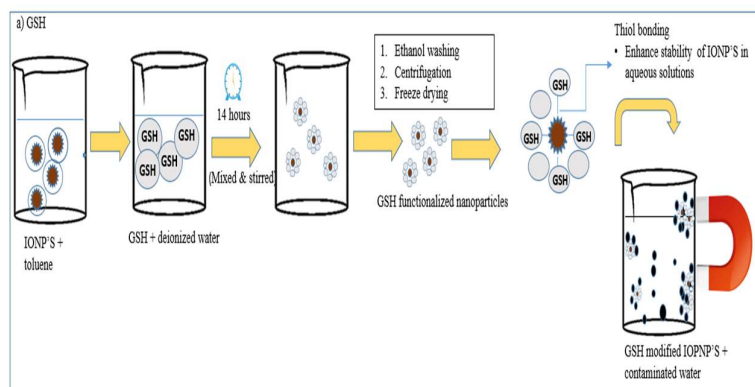 a) GSH
IONP'S +
toluene
GSH
GSH
GSH
GSH
GSH + deionized water
14 hours
(Mixed & stirred)
1. Ethanol washing
2. Centrifugation
3. Freeze drying
GSH functionalized nanoparticles
GSH
GSH
GSH
GSH
Thiol bonding
• Enhance stability of IONP'S in
aqueous solutions
GSH modified IOPNP'S +
contaminated water